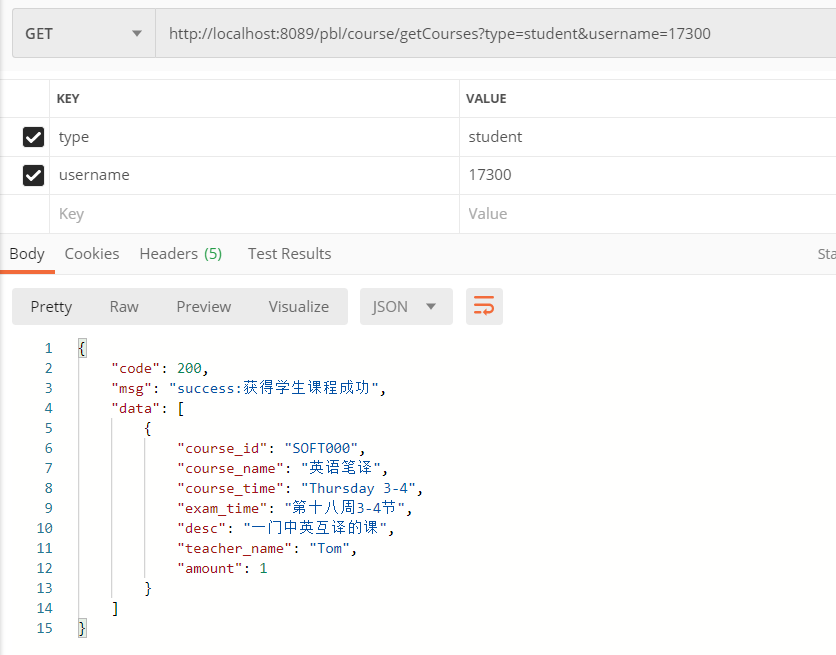 GET http://localhost:8089/pbl/course/getCourses?type=student&username=17300
KEY VALUE
type student
username 17300
Key Value
Body Cookies Headers (5) Test Results Sta
Pretty Raw Preview Visualize JSON
1 {
2 "code": 200,
3 "msg": "success:获得学生课程成功",
4 "data": [
5 {
6 "course_id": "SOFT000",
7 "course_name": "英语笔译",
8 "course_time": "Thursday 3-4",
9 "exam_time": "第十八周3-4节",
10 "desc": "一门中英互译的课",
11 "teacher_name": "Tom",
12 "amount": 1
13 }
14 ]
15 }